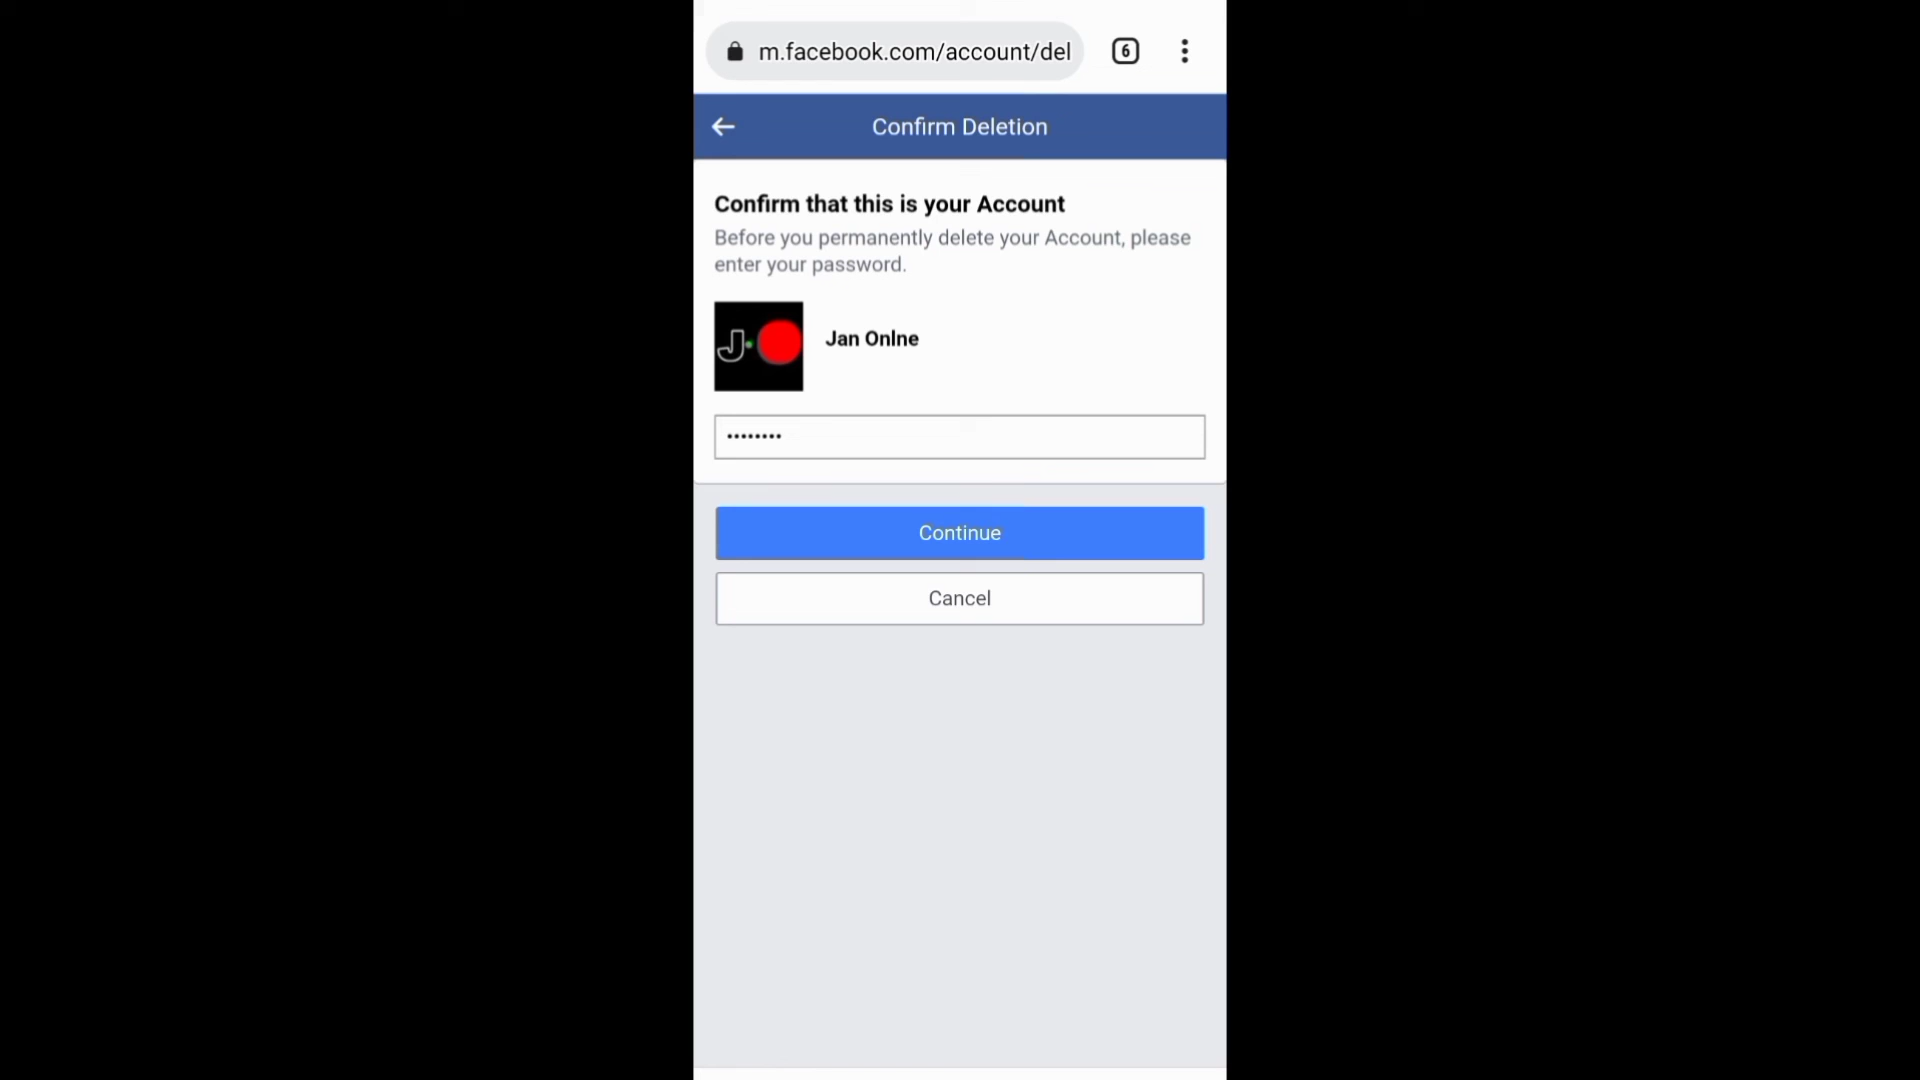 m.facebook.com/account/del
6
Confirm Deletion
Confirm that this is your Account
Before you permanently delete your Account, please
enter your password.
J
Jan Onlne
••••••••
Continue
Cancel